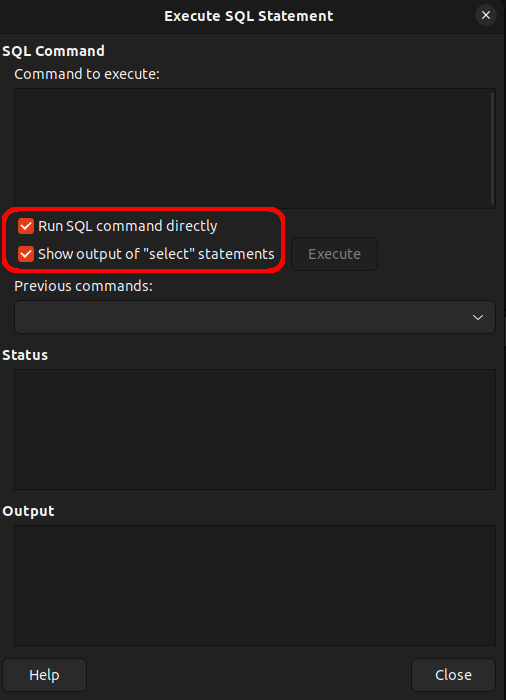 Execute SQL Statement
SQL Command
Command to execute:
Run SQL command directly
Show output of "select" statements
Execute
Previous commands:
Status
Output
Help
Close